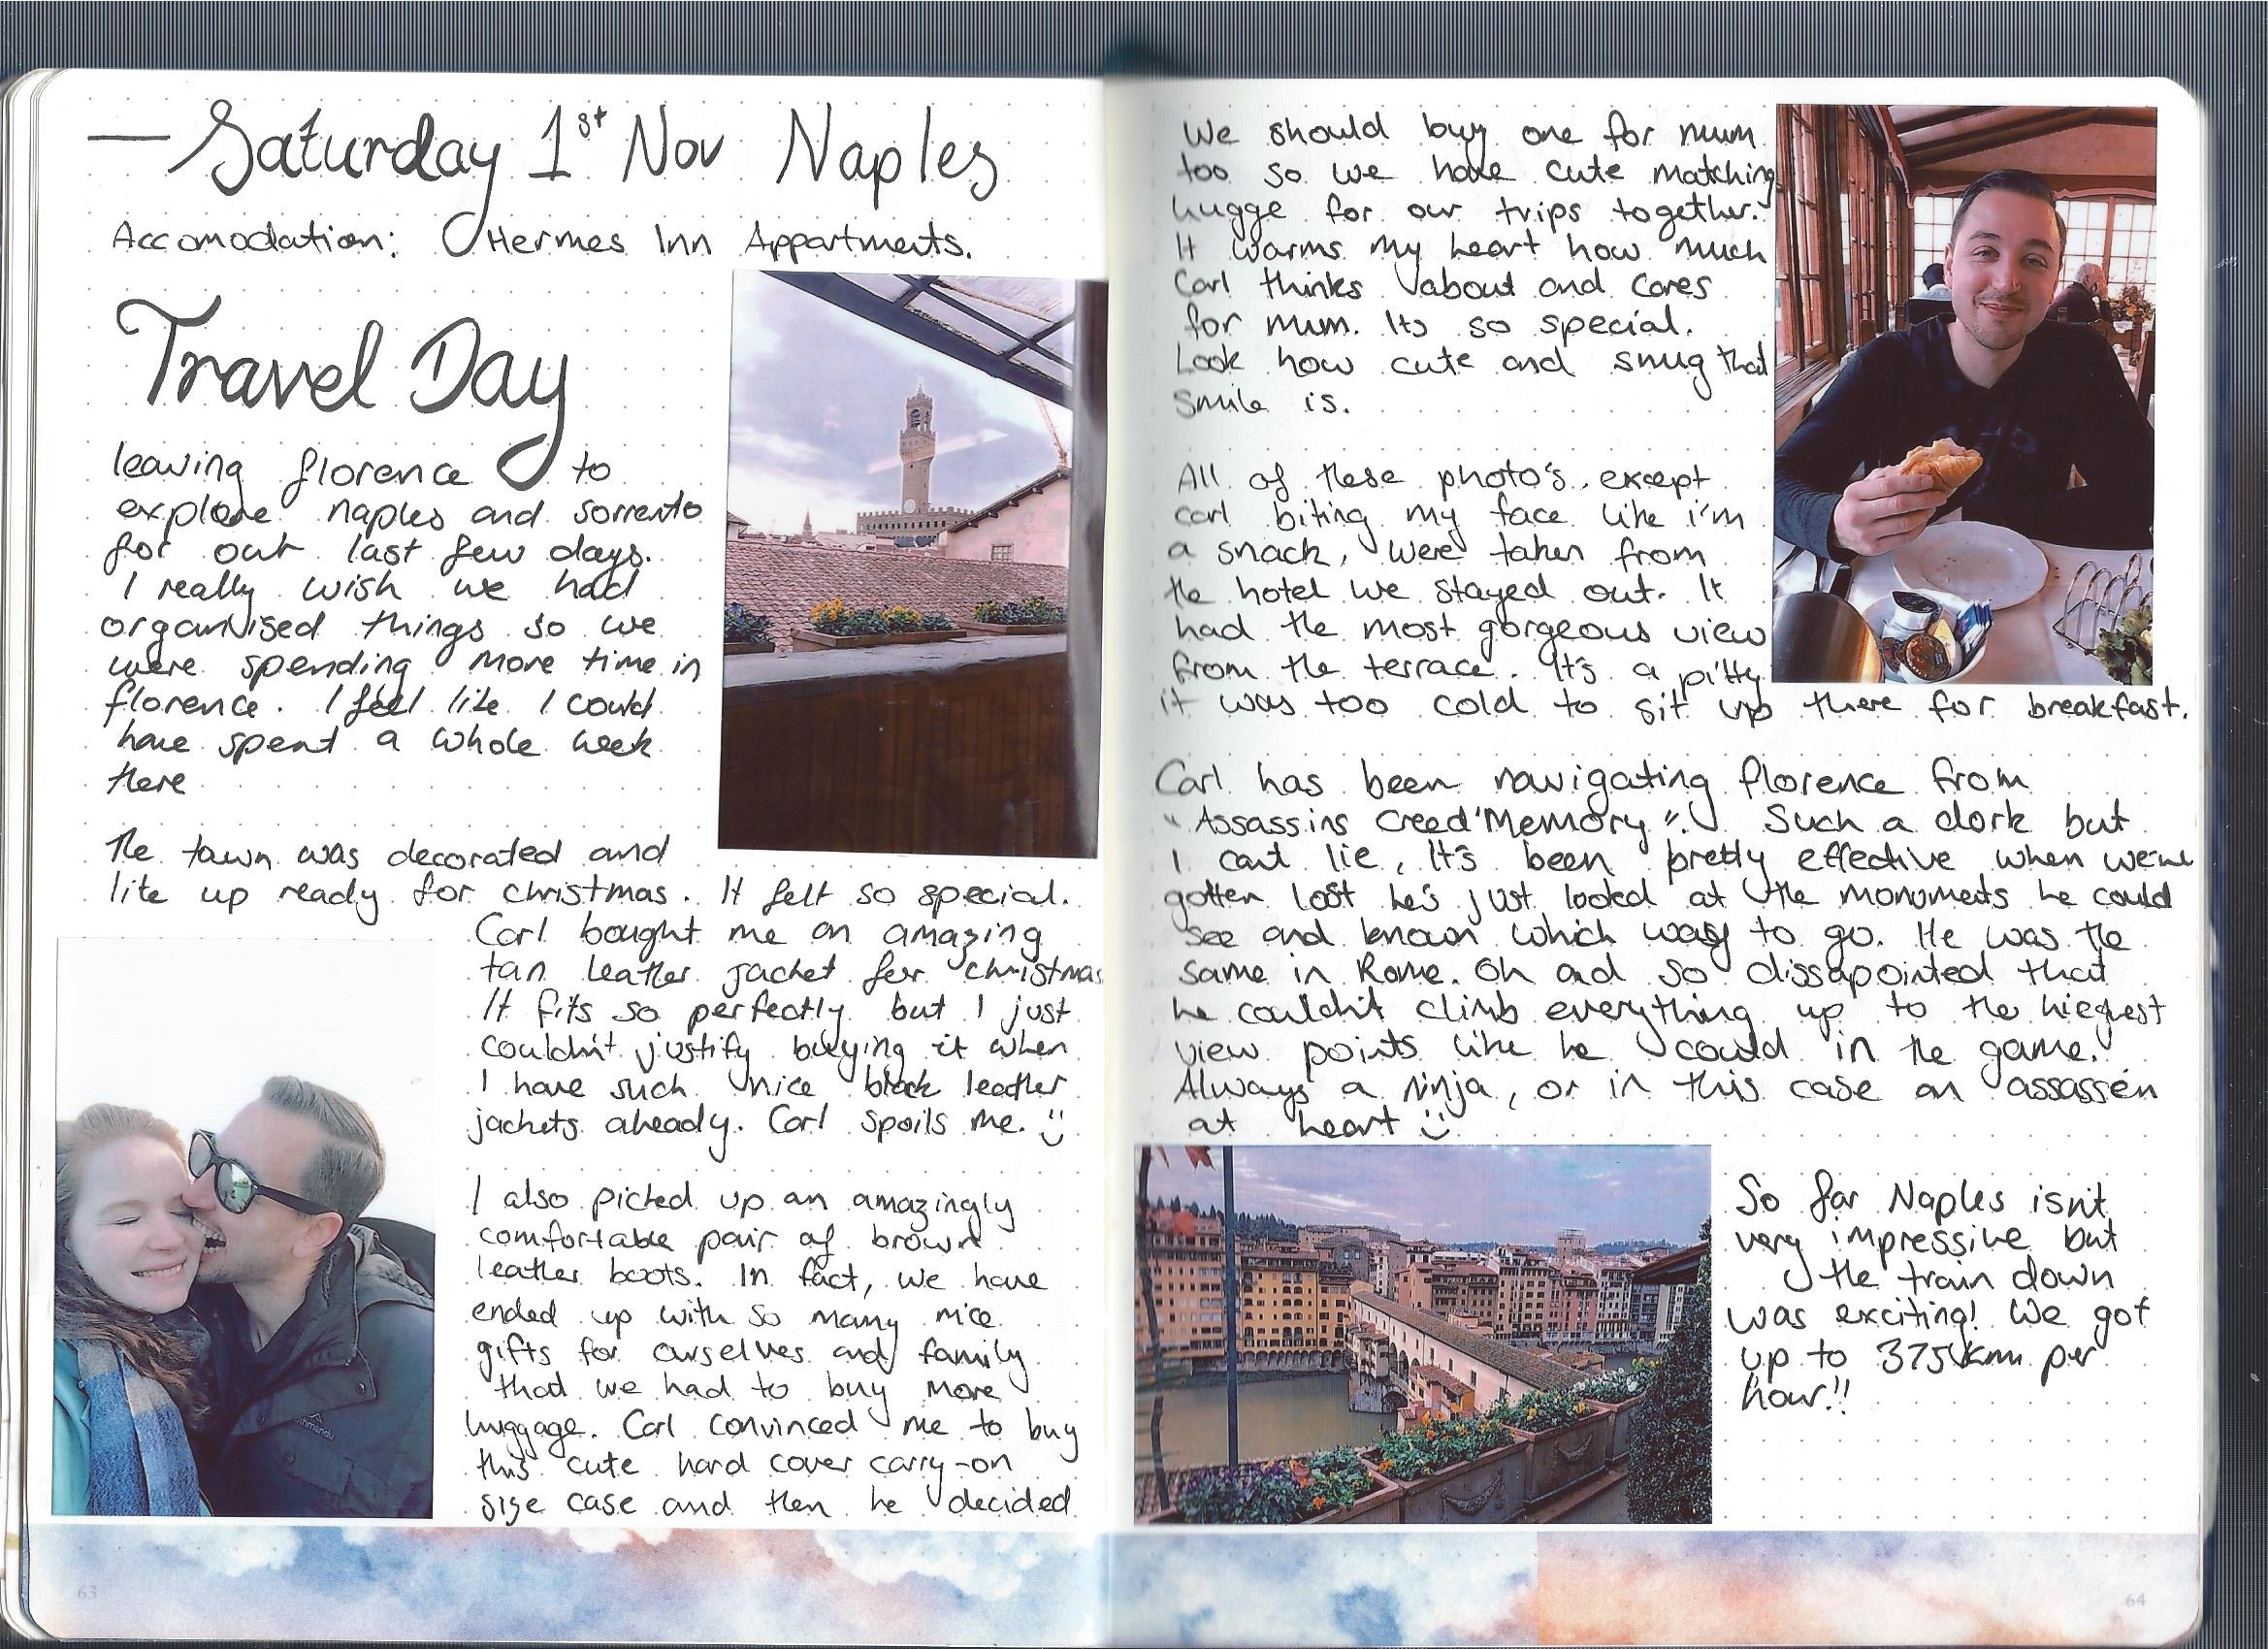 Saturday 1st Nov Naples
Accomodation: Hermes Inn Appartments.
Travel Day
leaving florence to
explore naples and sorrento
for out last few days.
I really wish we had
organised things so we
were spending more time in
florence. I feel like I could
have spent a whole week
there
The town was decorated and
lite up ready for christmas. It felt so special.
Carl bought me an amazing
tan leather jacket for christmas
It fits so perfectly but I just
couldn't justify buying it when
I have such nice black leather
jackets already. Carl spoils me.
I also picked up an amazingly
comfortable pair of brown
leather boots. In fact, we have
ended up with so many nice
gifts for ourselves and family
that we had to buy more
luggage. Carl convinced me to buy
this cute hard cover carry-on
size case and then he decided
63
We should buy one for mum
too so we have cute matching
lugge for our trips together.
It warms my heart how much
Carl thinks about and cares
for mum. Its so special.
Look how cute and snug that
smile is.
All of these photo's, except
carl biting my face like i'm
a snack, were taken from
the hotel we stayed out. It
had the most gorgeous view
from the terrace. It's a pitty
it was too cold to sit up there for breakfast.
Carl has been navigating florence from
"Assassins Creed Memory". Such a dork but
I cant lie, It's been pretty effective when we've
gotten lost he's just looked at the monuments he could
see and known which way to go. He was the
same in Rome. Oh and so dissapointed that
he couldn't climb everything up to the hieghest
view points like he could in the game.
Always a ninja, or in this case an assassen
at heart
So far Naples isn't
very impressive but
the train down
was exciting! We got
up to 375km per
hour!!
64